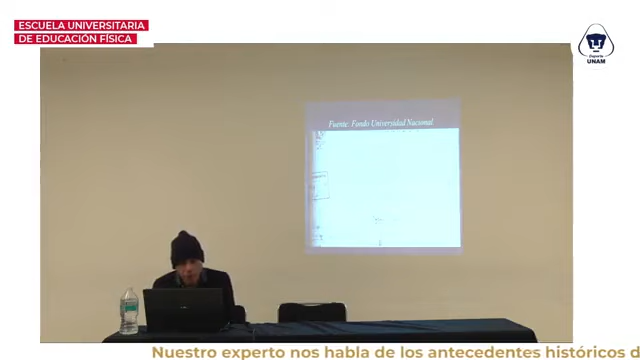 ESCUELA UNIVERSITARIA
DE EDUCACIÓN FÍSICA
UNAM
Fuente. Fondo Universidad Nacional
Nuestro experto nos habla de los antecedentes históricos d